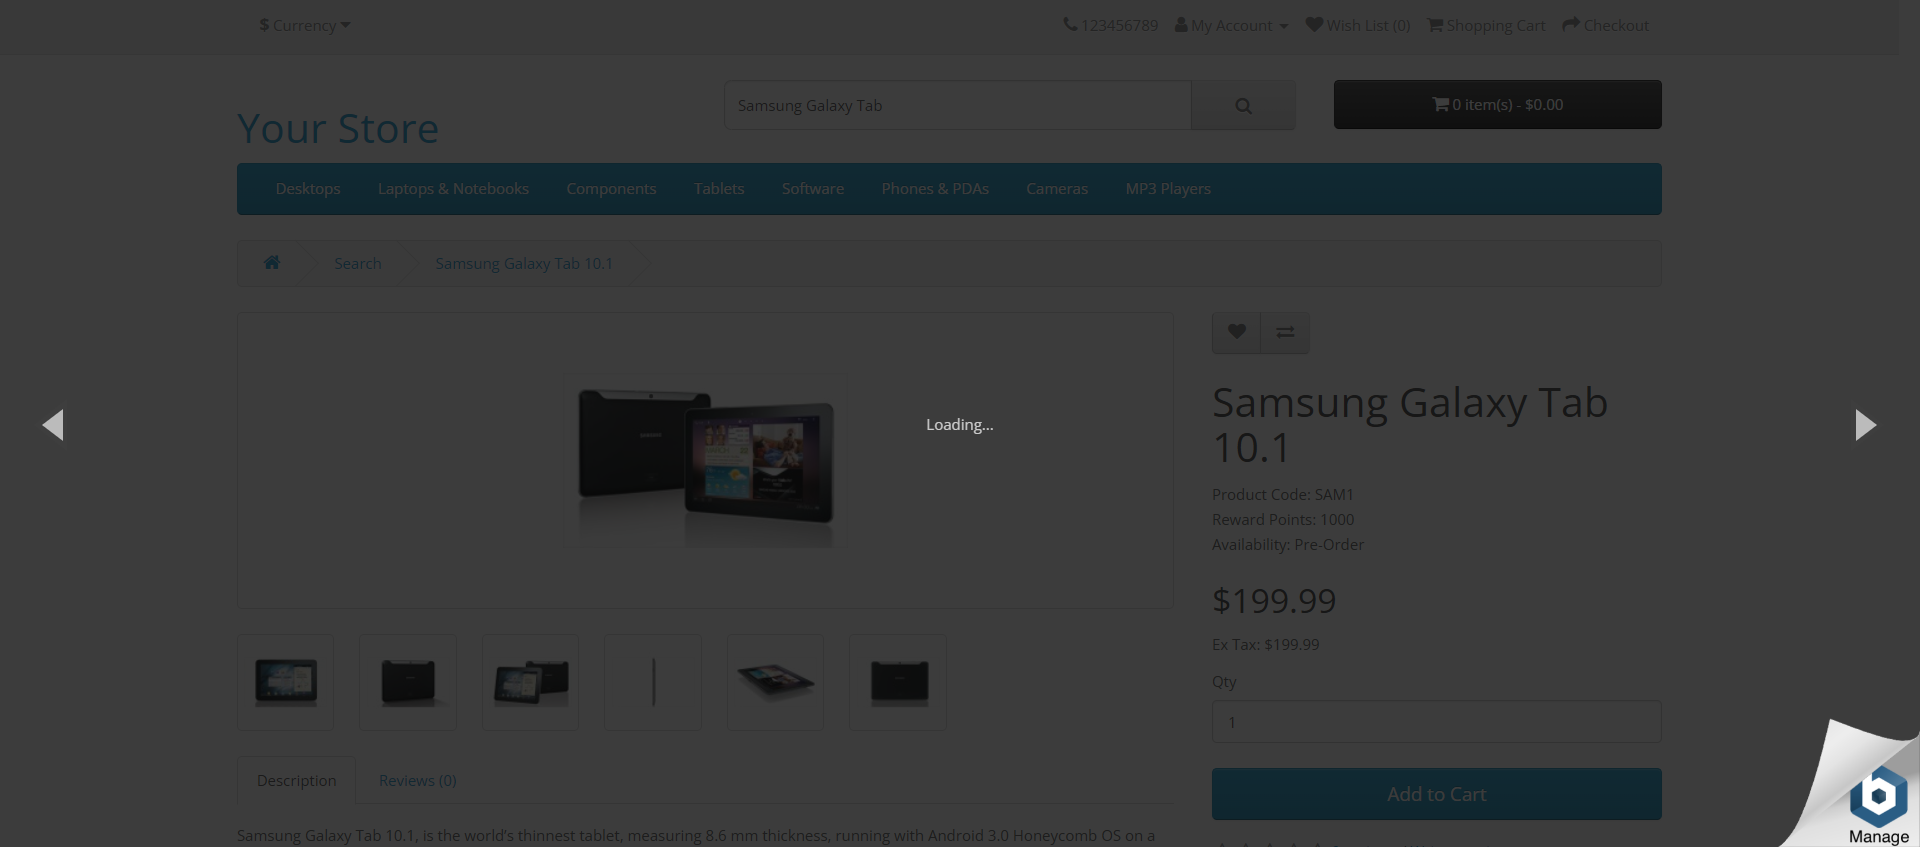 $ Currency
123456789 My Account Wish List (0) Shopping Cart Checkout
Your Store
Samsung Galaxy Tab
0 item(s) - $0.00
Desktops Laptops & Notebooks Components Tablets Software Phones & PDAs Cameras MP3 Players
Search Samsung Galaxy Tab 10.1
Loading...
Samsung Galaxy Tab
10.1
Product Code: SAM1
Reward Points: 1000
Availability: Pre-Order
$199.99
Ex Tax: $199.99
Qty
1
Add to Cart
Description Reviews (0)
Samsung Galaxy Tab 10.1, is the world's thinnest tablet, measuring 8.6 mm thickness, running with Android 3.0 Honeycomb OS on a
Manage